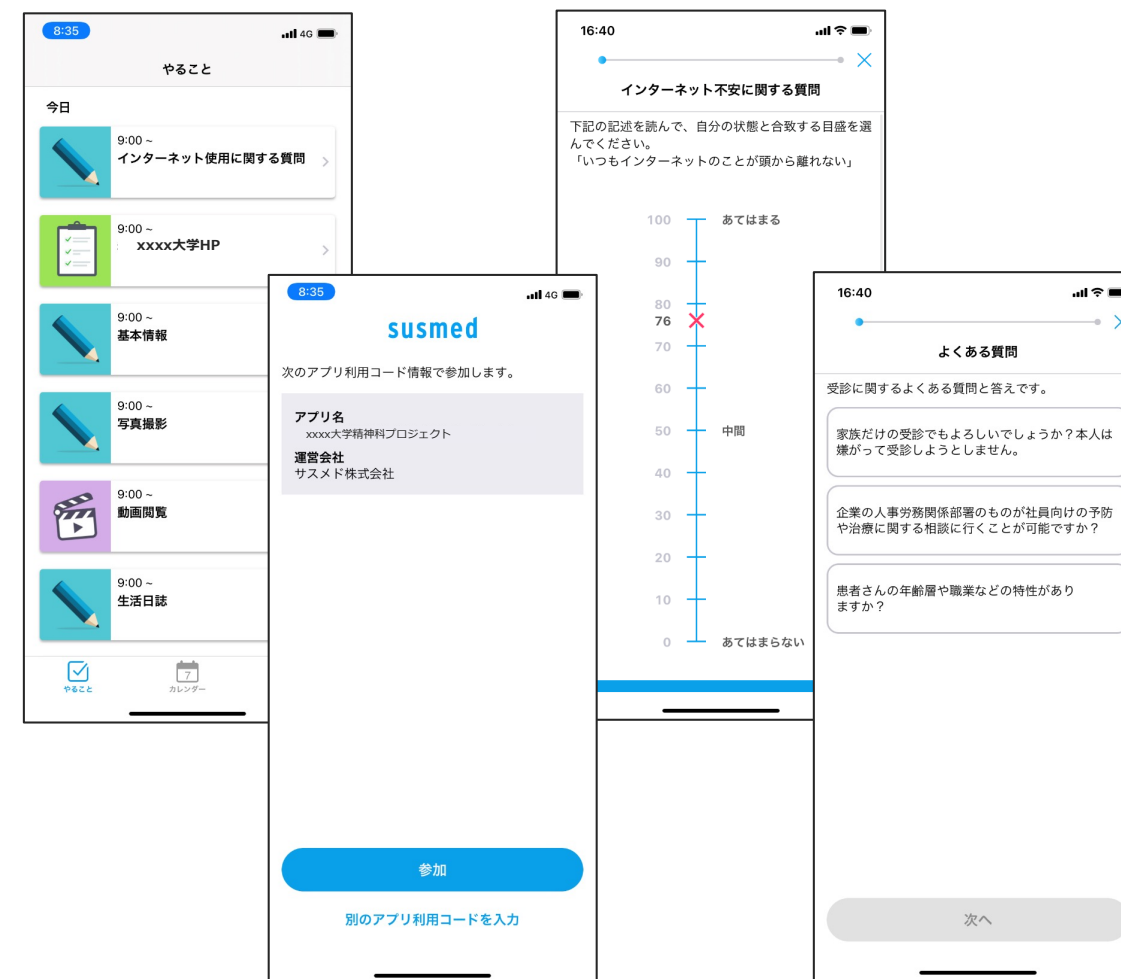 8:35
4G
やること
今日
9:00 ~
インターネット使用に関する質問
9:00 ~
xxxx大学HP
9:00 ~
基本情報
9:00 ~
写真撮影
9:00 ~
動画閲覧
9:00 ~
生活日誌
やること
7
カレンダー
8:35
4G
susmed
次のアプリ利用コード情報で参加します。
アプリ名
xxxx大学精神科プロジェクト
運営会社
サスメド株式会社
参加
別のアプリ利用コードを入力
16:40
インターネット不安に関する質問
下記の記述を読んで、自分の状態と合致する目盛を選
んでください。
「いつもインターネットのことが頭から離れない」
100 あてはまる
90
80
76
70
60
50 中間
40
30
20
10
0 あてはまらない
16:40
よくある質問
受診に関するよくある質問と答えです。
家族だけの受診でもよろしいでしょうか?本人は
嫌がって受診しようとしません。
企業の人事労務関係部署のものが社員向けの予防
や治療に関する相談に行くことが可能ですか?
患者さんの年齢層や職業などの特性があり
ますか?
次へ